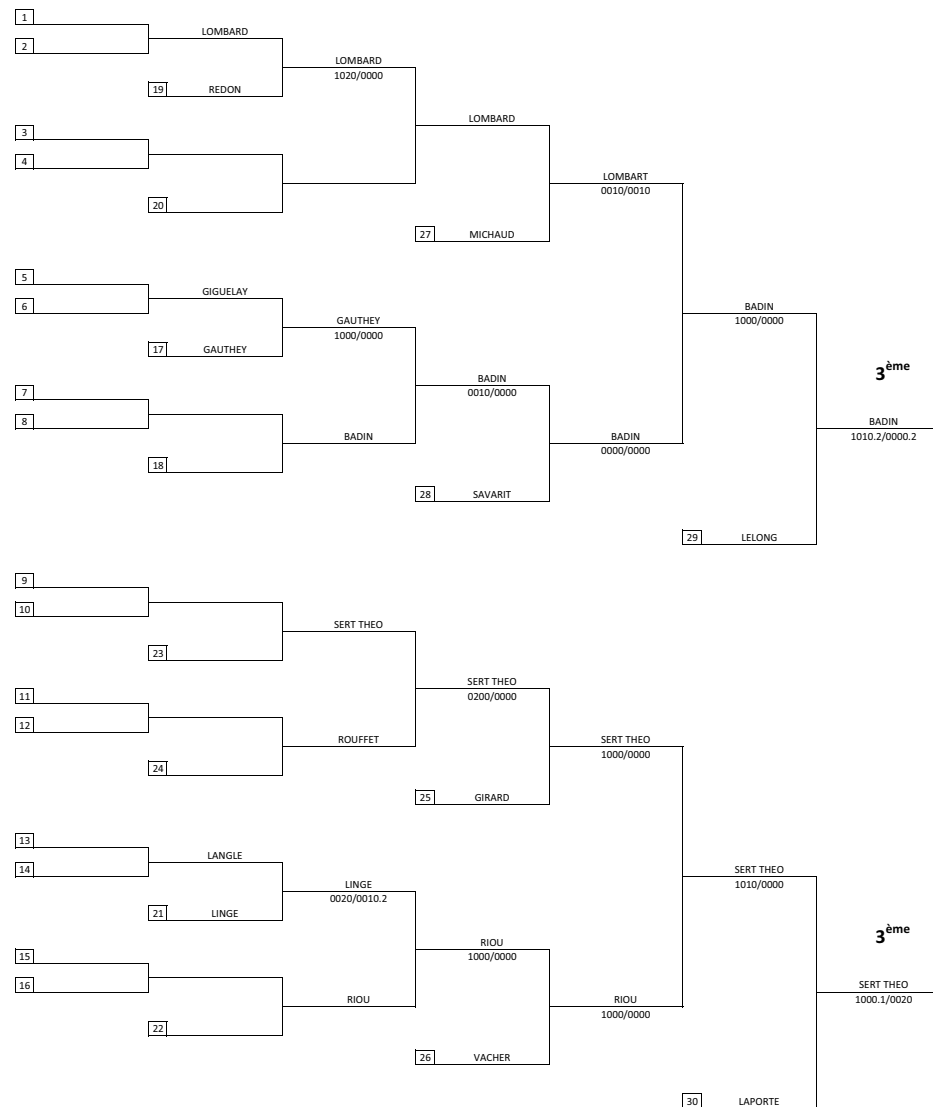 1
LOMBARD
2
LOMBARD
1020/0000
19 REDON
LOMBARD
3
4
LOMBART
0010/0010
20
27 MICHAUD
5
GIGUELAY
6
BADIN
1000/0000
GAUTHEY
1000/0000
17 GAUTHEY
3ème
BADIN
0010/0000
7
8
BADIN
1010.2/0000.2
BADIN
BADIN
0000/0000
18
28 SAVARIT
29 LELONG
9
10
SERT THEO
23
SERT THEO
0200/0000
11
12
ROUFFET
SERT THEO
1000/0000
24
25 GIRARD
13
LANGLE
14
SERT THEO
1010/0000
LINGE
0020/0010.2
21 LINGE
3ème
RIOU
1000/0000
15
16
SERT THEO
1000.1/0020
RIOU
RIOU
1000/0000
22
26 VACHER
30 LAPORTE